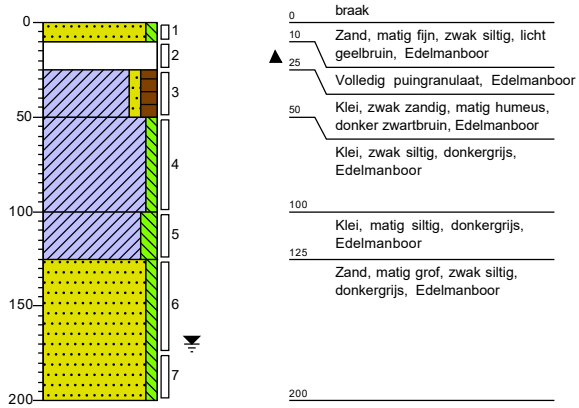 braak
0
0
1
Zand, matig fijn, zwak siltig, licht
geelbruin, Edelmanboor
10
2
25
Volledig puingranulaat, Edelmanboor
3
Klei, zwak zandig, matig humeus,
donker zwartbruin, Edelmanboor
50
50
Klei, zwak siltig, donkergrijs,
Edelmanboor
4
100
100
5
Klei, matig siltig, donkergrijs,
Edelmanboor
125
Zand, matig grof, zwak siltig,
donkergrijs, Edelmanboor
6
150
7
200
200